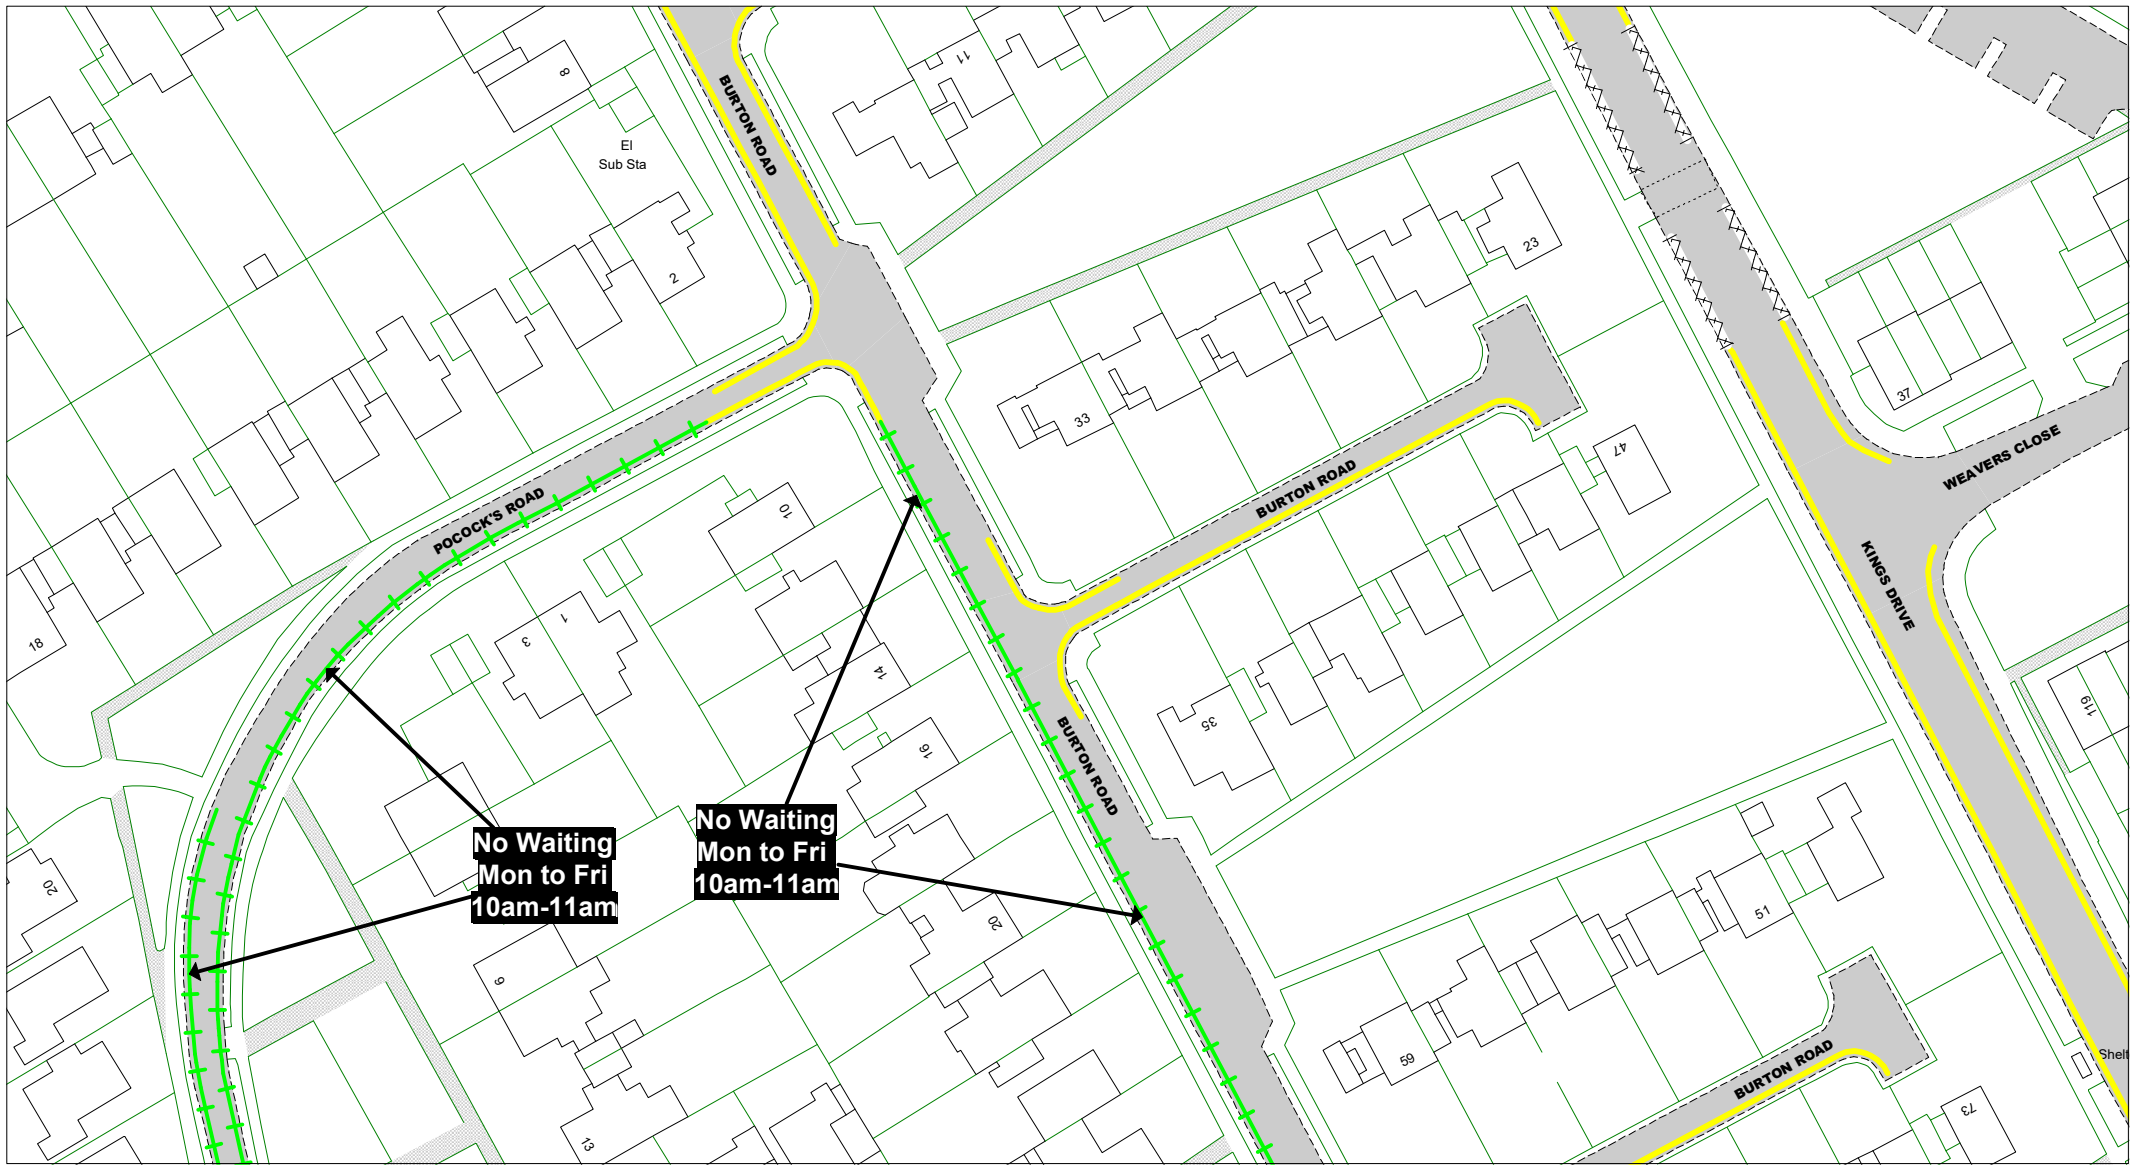 8
11
BURTON ROAD
El
Sub Sta
2
23
33
37
47
BURTON ROAD
WEAVERS CLOSE
POCOCK'S ROAD
10
KINGS DRIVE
1
3
18
14
35
119
BURTON ROAD
16
No Waiting
Mon to Fri
10am-11am
No Waiting
Mon to Fri
10am-11am
20
20
51
9
59
BURTON ROAD
Shelt
73
13